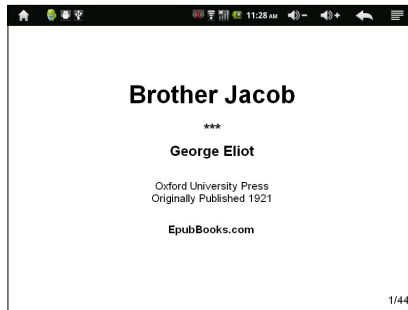 11:28 AM
Brother Jacob
***
George Eliot
Oxford University Press
Originally Published 1921
EpubBooks.com
1/44